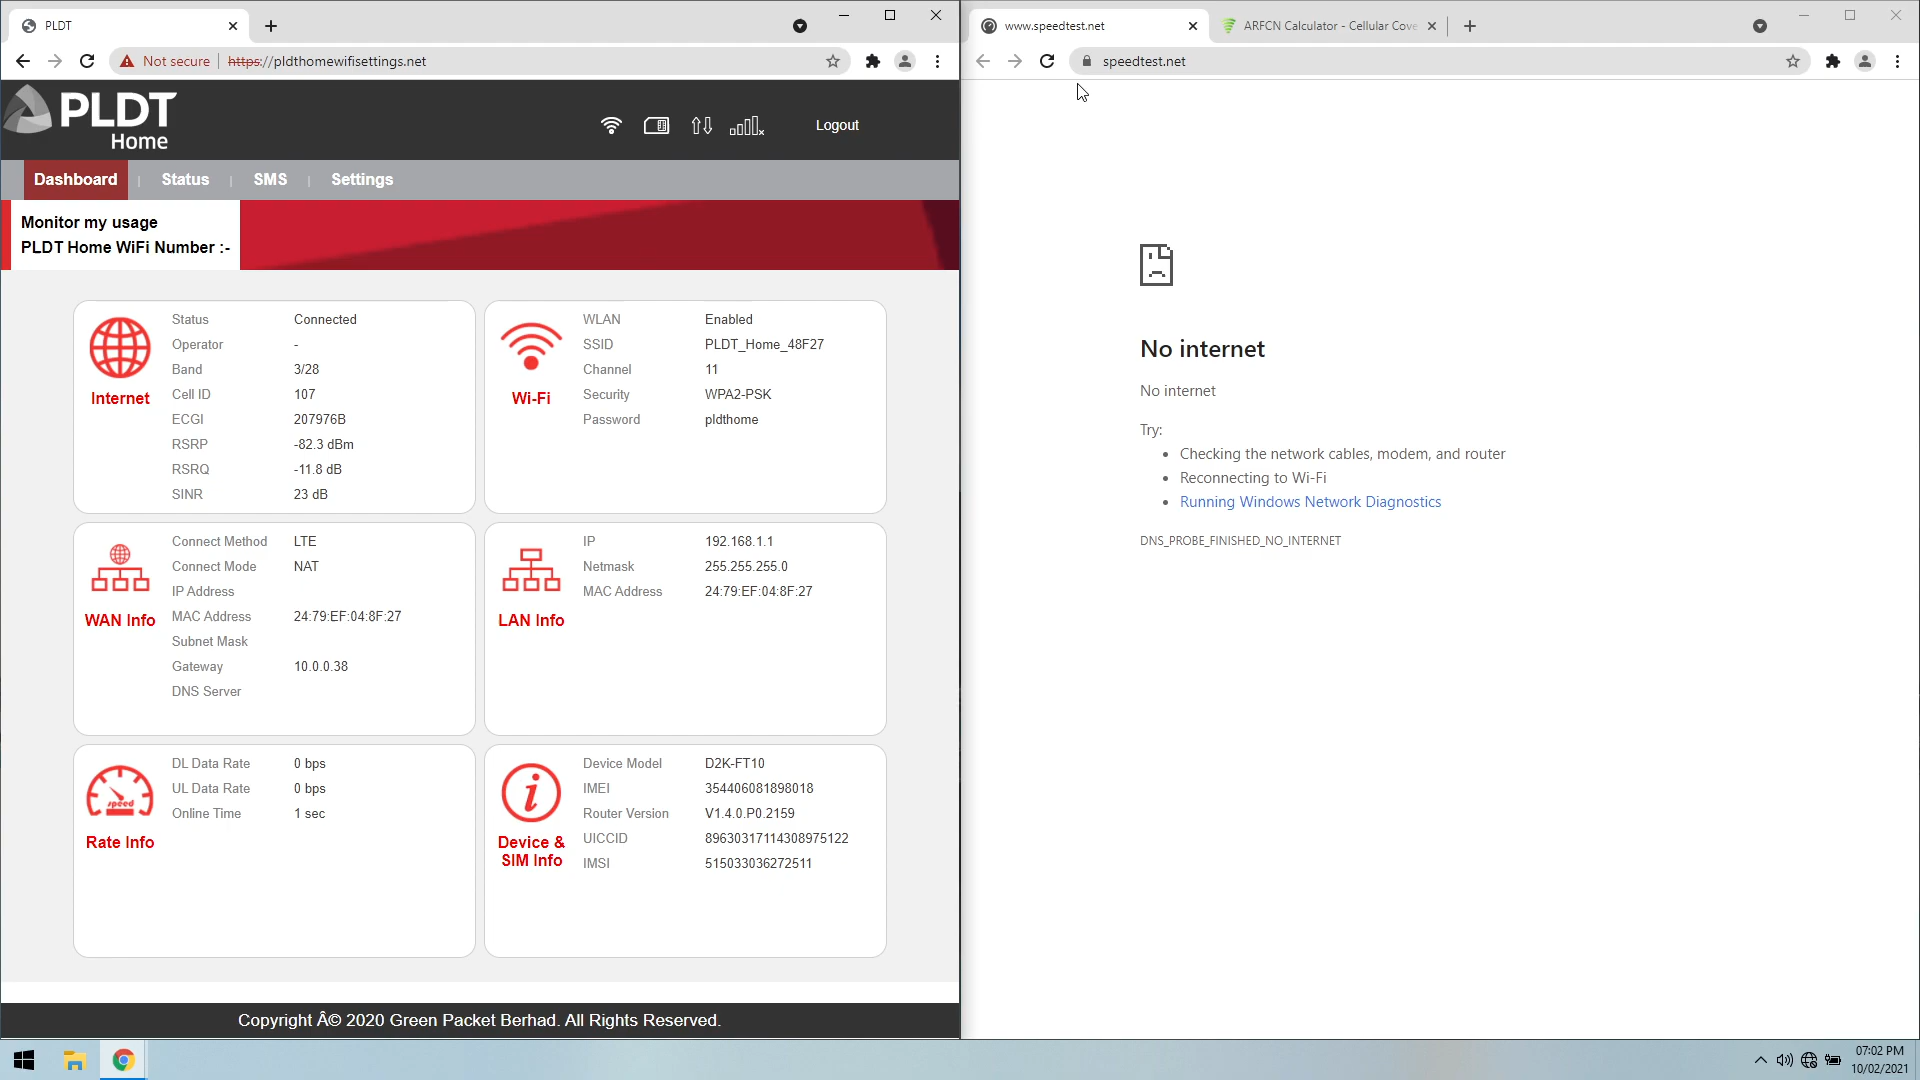 PLDT
Not secure
https://pldthomewifisettings.net
PLDT
Home
Logout
Dashboard
Status
SMS
Settings
Monitor my usage
PLDT Home WiFi Number :-
Internet
Status Connected
Operator -
Band 3/28
Cell ID 107
ECGI 207976B
RSRP -82.3 dBm
RSRQ -11.8 dB
SINR 23 dB
Wi-Fi
WLAN Enabled
SSID PLDT_Home_48F27
Channel 11
Security WPA2-PSK
Password pldthome
WAN Info
Connect Method LTE
Connect Mode NAT
IP Address
MAC Address 24:79:EF:04:8F:27
Subnet Mask
Gateway 10.0.0.38
DNS Server
LAN Info
IP 192.168.1.1
Netmask 255.255.255.0
MAC Address 24:79:EF:04:8F:27
speed
Rate Info
DL Data Rate 0 bps
UL Data Rate 0 bps
Online Time 1 sec
Device &
SIM Info
Device Model D2K-FT10
IMEI 354406081898018
Router Version V1.4.0.P0.2159
UICCID 89630317114308975122
IMSI 515033036272511
Copyright Â© 2020 Green Packet Berhad. All Rights Reserved.
www.speedtest.net
ARFCN Calculator - Cellular Cove
speedtest.net
No internet
No internet
Try:
• Checking the network cables, modem, and router
• Reconnecting to Wi-Fi
• Running Windows Network Diagnostics
DNS_PROBE_FINISHED_NO_INTERNET
07:02 PM
10/02/2021